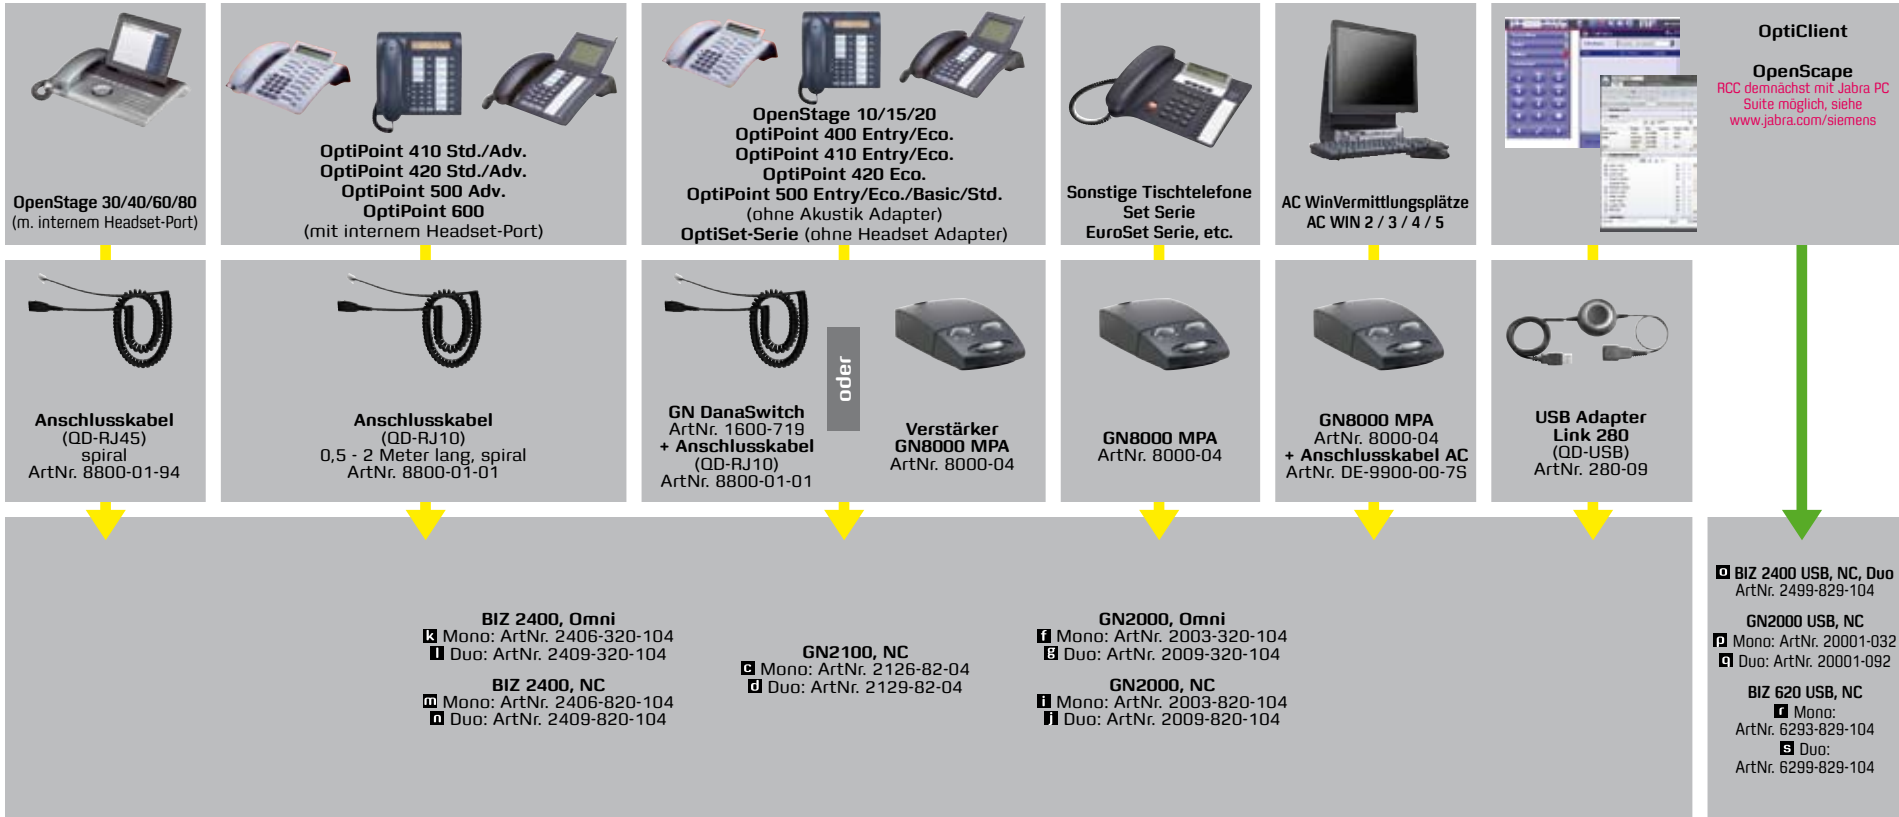 OpenStage 30/40/60/80
(m. internem Headset-Port)
OptiPoint 410 Std./Adv.
OptiPoint 420 Std./Adv.
OptiPoint 500 Adv.
OptiPoint 600
(mit internem Headset-Port)
OpenStage 10/15/20
OptiPoint 400 Entry/Eco.
OptiPoint 410 Entry/Eco.
OptiPoint 420 Eco.
OptiPoint 500 Entry/Eco./Basic/Std.
(ohne Akustik Adapter)
OptiSet-Serie (ohne Headset Adapter)
Sonstige Tischtelefone
Set Serie
EuroSet Serie, etc.
AC WinVermittlungsplätze
AC WIN 2 / 3 / 4 / 5
OptiClient
OpenScape
RCC demnächst mit Jabra PC
Suite möglich, siehe
www.jabra.com/siemens
Anschlusskabel
(QD-RJ45)
spiral
ArtNr. 8800-01-94
Anschlusskabel
(QD-RJ10)
0,5 - 2 Meter lang, spiral
ArtNr. 8800-01-01
GN DanaSwitch
ArtNr. 1600-719
+ Anschlusskabel
(QD-RJ10)
ArtNr. 8800-01-01
oder
Verstärker
GN8000 MPA
ArtNr. 8000-04
GN8000 MPA
ArtNr. 8000-04
GN8000 MPA
ArtNr. 8000-04
+ Anschlusskabel AC
ArtNr. DE-9900-00-7S
USB Adapter
Link 280
(QD-USB)
ArtNr. 280-09
BIZ 2400, Omni
k Mono: ArtNr. 2406-320-104
l Duo: ArtNr. 2409-320-104
BIZ 2400, NC
m Mono: ArtNr. 2406-820-104
n Duo: ArtNr. 2409-820-104
GN2100, NC
c Mono: ArtNr. 2126-82-04
d Duo: ArtNr. 2129-82-04
GN2000, Omni
f Mono: ArtNr. 2003-320-104
g Duo: ArtNr. 2009-320-104
GN2000, NC
i Mono: ArtNr. 2003-820-104
j Duo: ArtNr. 2009-820-104
o BIZ 2400 USB, NC, Duo
ArtNr. 2499-829-104
GN2000 USB, NC
p Mono: ArtNr. 20001-032
q Duo: ArtNr. 20001-092
BIZ 620 USB, NC
r Mono:
ArtNr. 6293-829-104
s Duo:
ArtNr. 6299-829-104